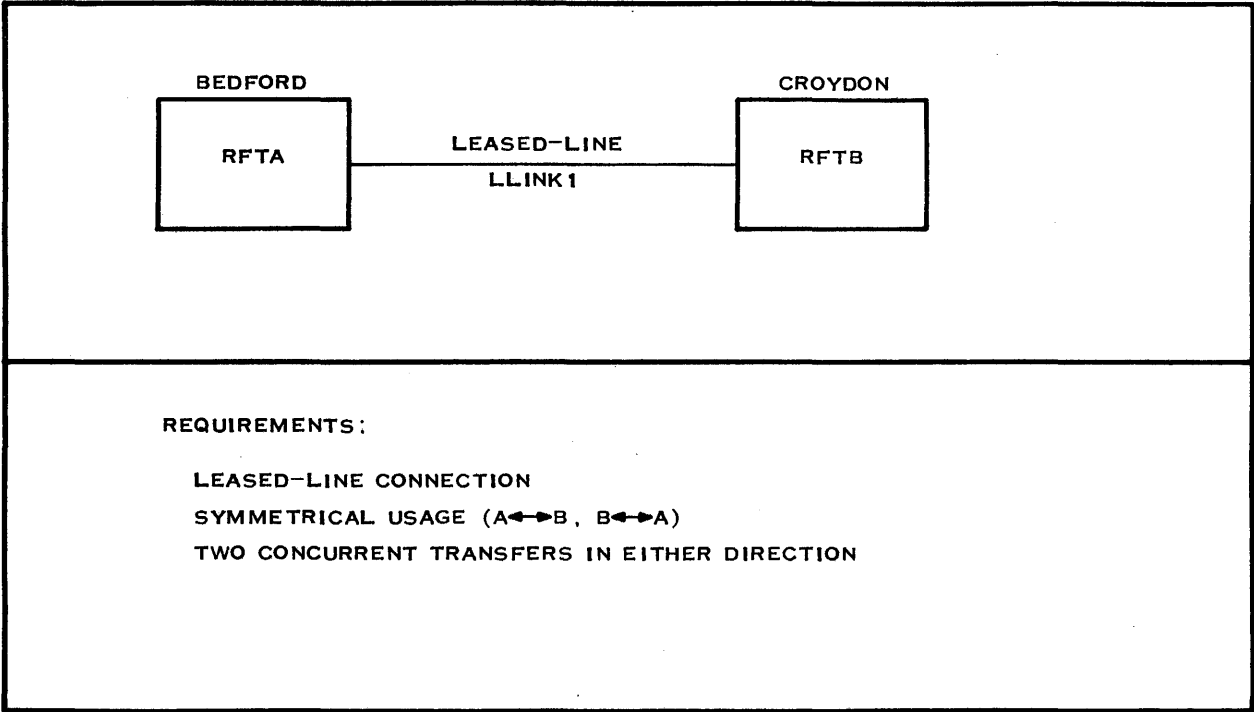 BEDFORD
CROYDON
RFTA
LEASED-LINE
LLINK1
RFTB
REQUIREMENTS:
LEASED-LINE CONNECTION
SYMMETRICAL USAGE (A◄─►B, B◄─►A)
TWO CONCURRENT TRANSFERS IN EITHER DIRECTION